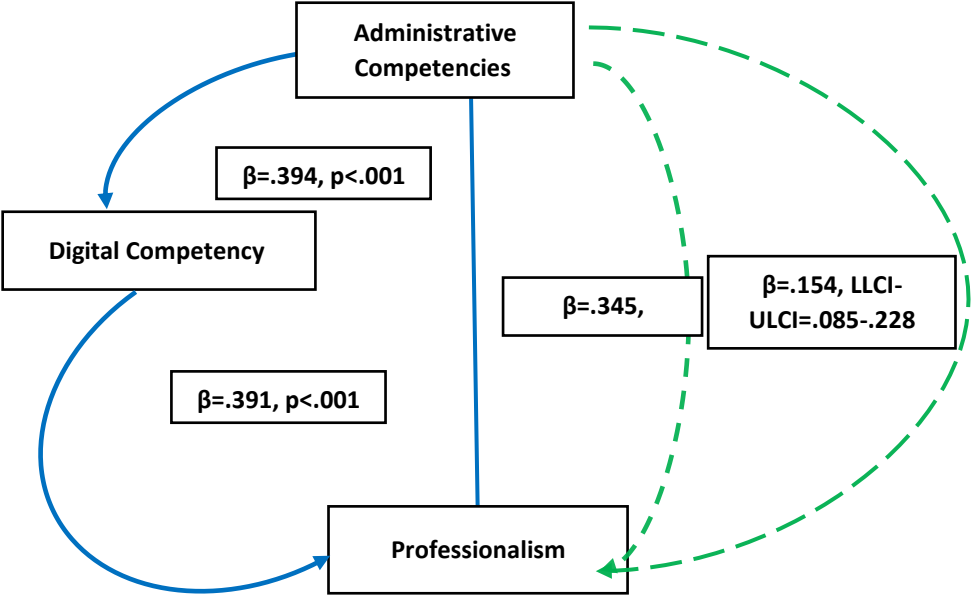 Administrative
Competencies
β=.394, p<.001
Digital Competency
β=.345,
β=.154, LLCI-
ULCI=.085-.228
β=.391, p<.001
Professionalism